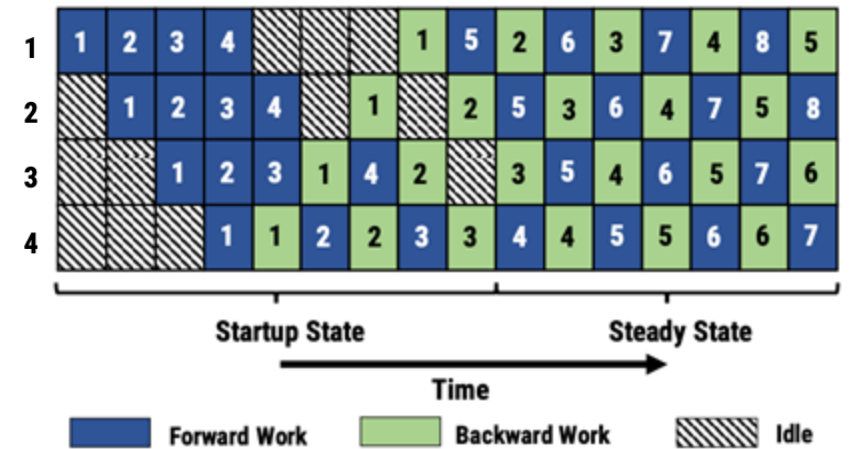 1 1 2 3 4 1 5 2 6 3 7 4 8 5
2 1 2 3 4 1 2 5 3 6 4 7 5 8
3 1 2 3 1 4 2 3 5 4 6 5 7 6
4 1 1 2 2 3 3 4 4 5 5 6 6 7
Startup State Steady State
Time
Forward Work Backward Work Idle